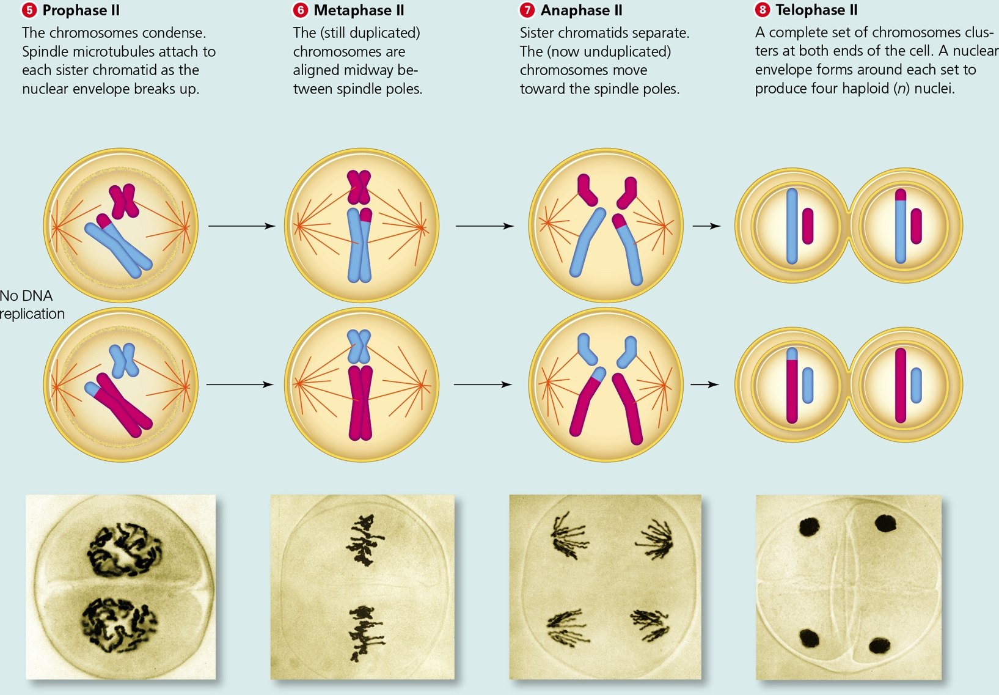 5 Prophase II
The chromosomes condense.
Spindle microtubules attach to
each sister chromatid as the
nuclear envelope breaks up.
6 Metaphase II
The (still duplicated)
chromosomes are
aligned midway be-
tween spindle poles.
7 Anaphase II
Sister chromatids separate.
The (now unduplicated)
chromosomes move
toward the spindle poles.
8 Telophase II
A complete set of chromosomes clus-
ters at both ends of the cell. A nuclear
envelope forms around each set to
produce four haploid (n) nuclei.
No DNA
replication